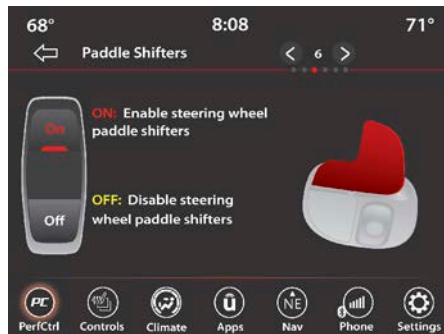 68° 8:08 71°
Paddle Shifters < 6 >
On
ON: Enable steering wheel
paddle shifters
OFF: Disable steering
wheel paddle shifters
Off
PC ū NE
PerfCtrl Controls Climate Apps Nav Phone Settings